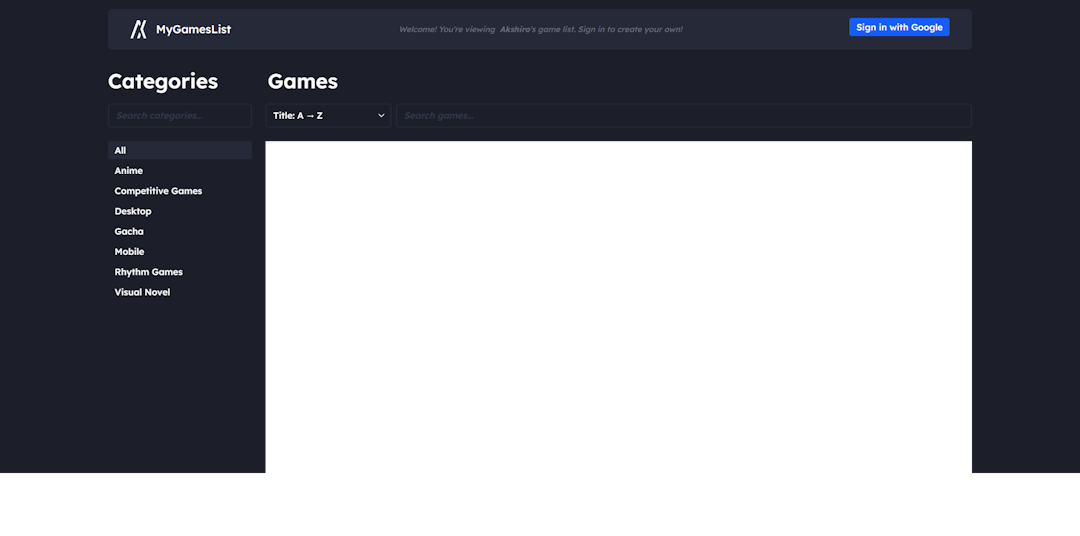 MyGamesList
Welcome! You're viewing Akshiro's game list. Sign in to create your own!
Sign in with Google
Categories
Games
Search categories...
Title: A → Z
Search games...
All
Anime
Competitive Games
Desktop
Gacha
Mobile
Rhythm Games
Visual Novel